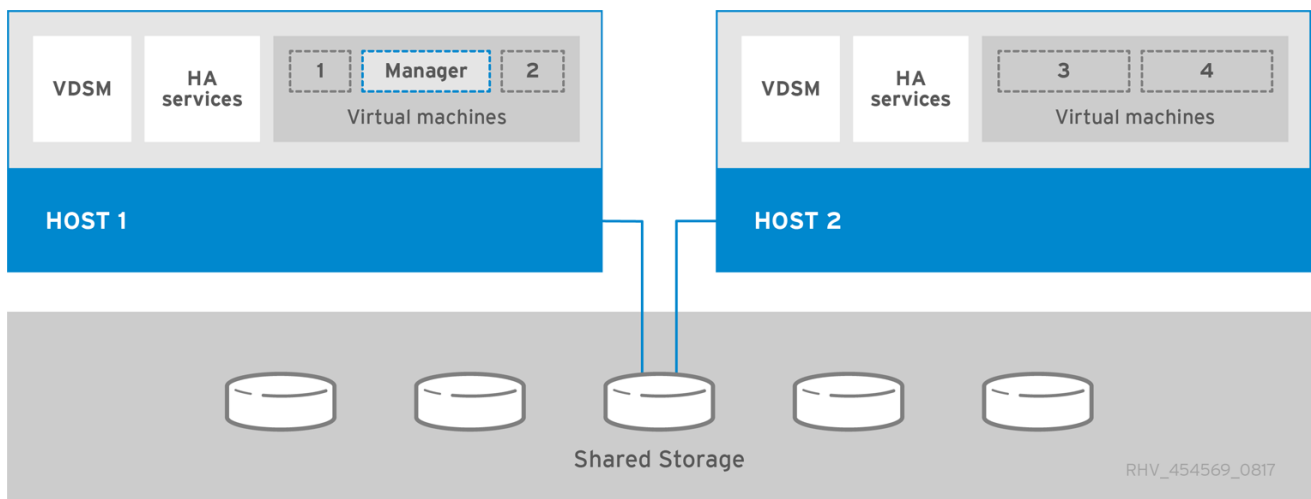 VDSM
HA
services
1
Manager
2
Virtual machines
HOST 1
VDSM
HA
services
3
4
Virtual machines
HOST 2
Shared Storage
RHV_454569_0817